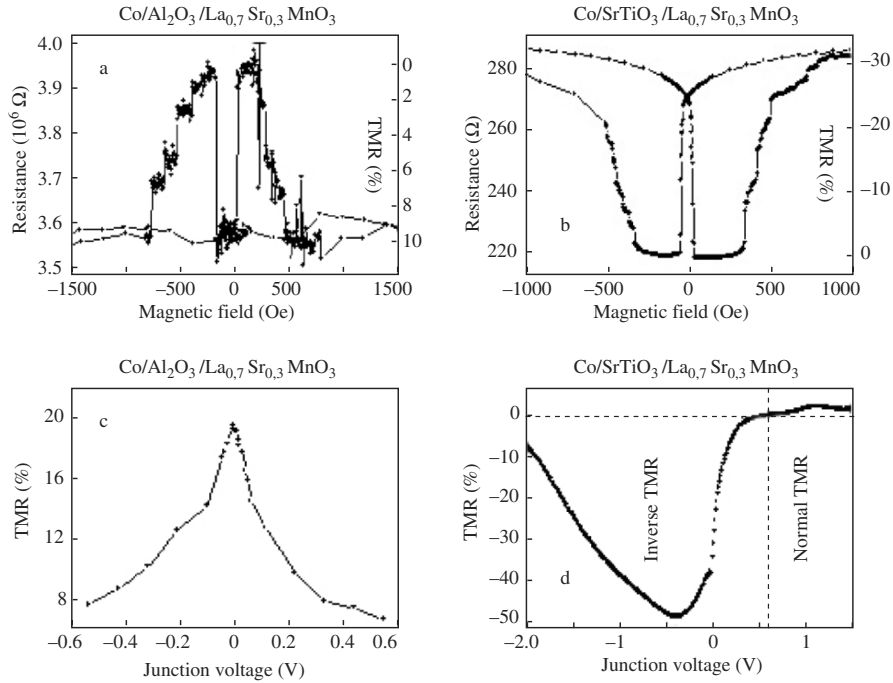 Co/Al₂O₃/La₀,₇ Sr₀,₃ MnO₃
4.0
3.9
3.8
3.7
3.6
3.5
Resistance (10⁶ Ω)
a
0
2
4
6
8
10
TMR (%)
–1500
–500
0
500
1500
Magnetic field (Oe)
Co/SrTiO₃/La₀,₇ Sr₀,₃ MnO₃
280
260
240
220
Resistance (Ω)
b
–30
–20
–10
0
TMR (%)
–1000
–500
0
500
1000
Magnetic field (Oe)
Co/Al₂O₃/La₀,₇ Sr₀,₃ MnO₃
c
20
16
12
8
TMR (%)
–0.6
–0.4
–0.2
0
0.2
0.4
0.6
Junction voltage (V)
Co/SrTiO₃/La₀,₇ Sr₀,₃ MnO₃
0
–10
–20
–30
–40
–50
TMR (%)
Inverse TMR
Normal TMR
d
–2.0
–1
0
1
Junction voltage (V)